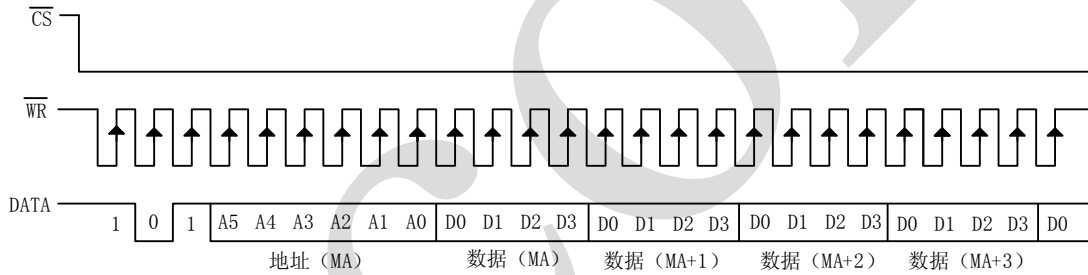 CS
WR
DATA 1 0 1 A5 A4 A3 A2 A1 A0 D0 D1 D2 D3 D0 D1 D2 D3 D0 D1 D2 D3 D0 D1 D2 D3 D0
地址（MA） 数据（MA） 数据（MA+1） 数据（MA+2） 数据（MA+3）